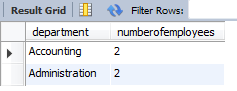 Result Grid Filter Rows:
department numberofemployees
Accounting 2
Administration 2